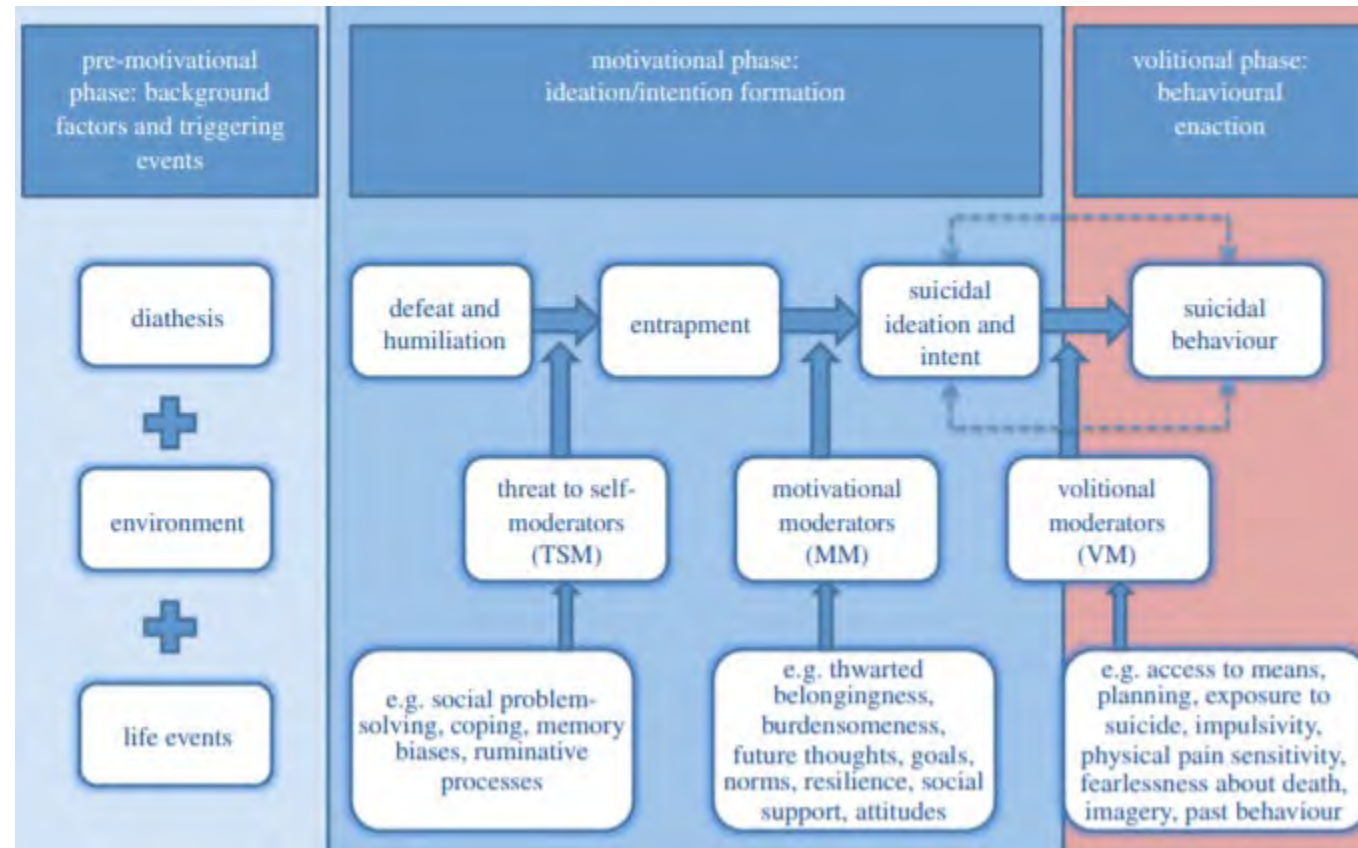 pre-motivational
phase: background
factors and triggering
events
motivational phase:
ideation/intention formation
volitional phase:
behavioural
enaction
diathesis
environment
life events
defeat and
humiliation
entrapment
suicidal
ideation and
intent
suicidal
behaviour
threat to self-
moderators
(TSM)
motivational
moderators
(MM)
volitional
moderators
(VM)
e.g. social problem-
solving, coping, memory
biases, ruminative
processes
e.g. thwarted
belongingness,
burdensomeness,
future thoughts, goals,
norms, resilience, social
support, attitudes
e.g. access to means,
planning, exposure to
suicide, impulsivity,
physical pain sensitivity,
fearlessness about death,
imagery, past behaviour